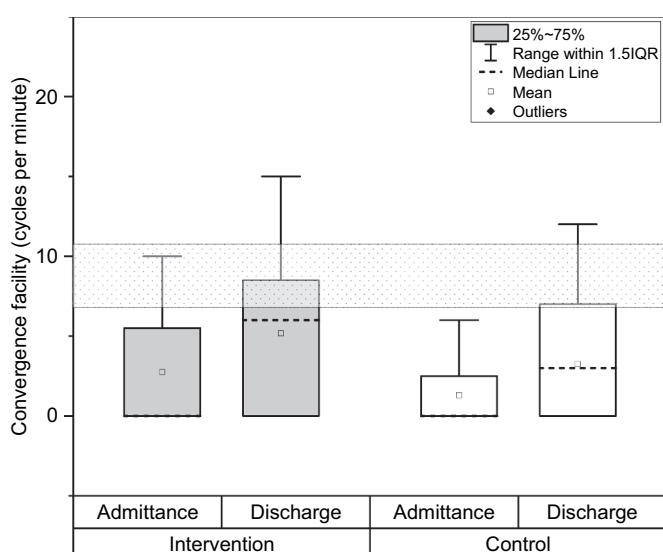 25%~75%
Range within 1.5IQR
Median Line
Mean
Outliers
Convergence facility (cycles per minute)
20
10
0
Admittance Discharge Admittance Discharge
Intervention Control